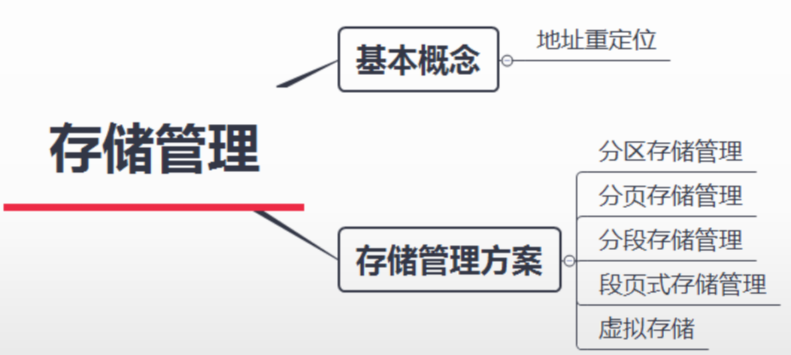 存储管理
基本概念
地址重定位
存储管理方案
分区存储管理
分页存储管理
分段存储管理
段页式存储管理
虚拟存储